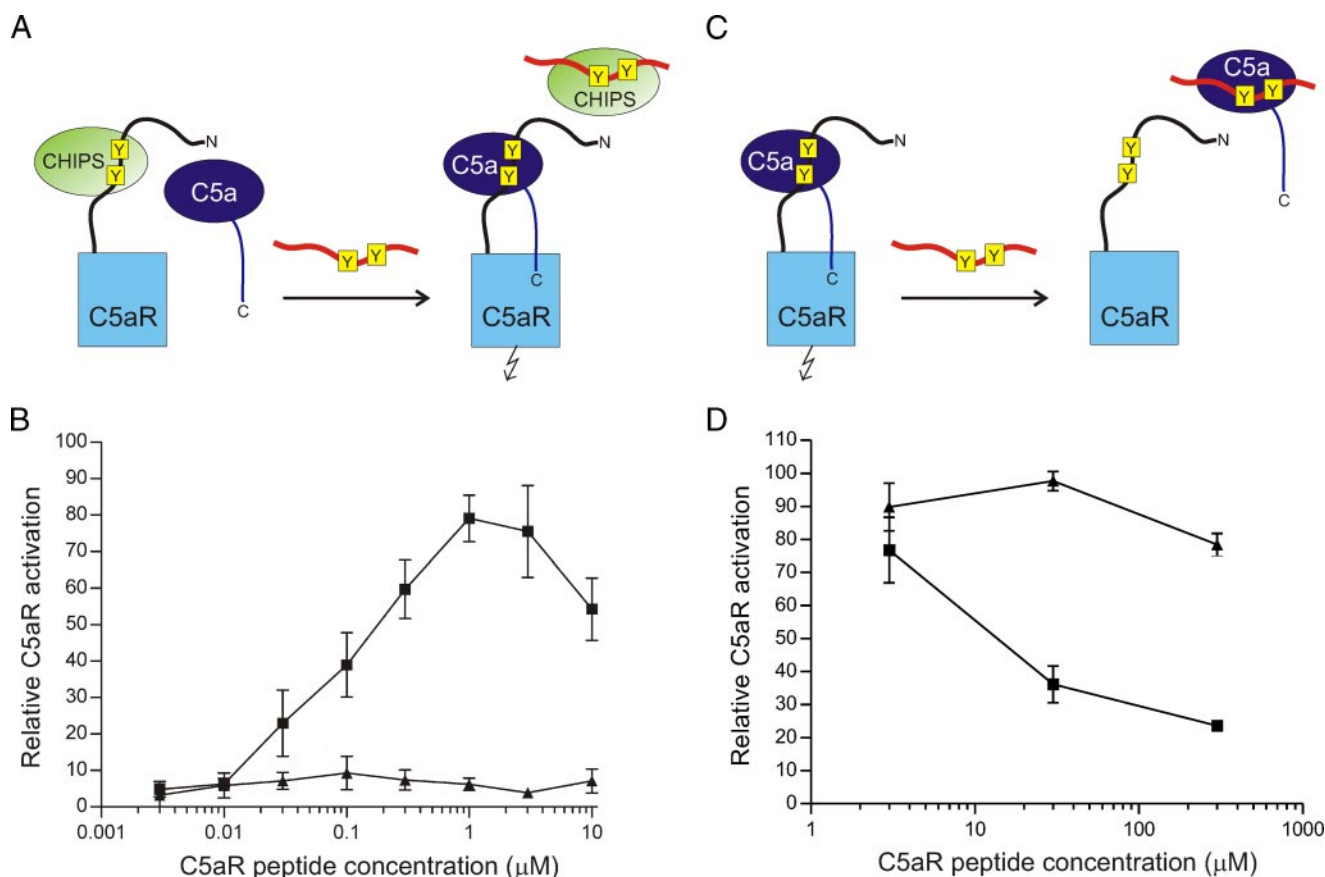 A
CHIPS
Y
Y
N
C5a
C
C5aR
Y
Y
Y
Y
CHIPS
C5a
Y
Y
N
C
C5aR
C
C5a
Y
Y
N
C
C5aR
Y
Y
C5a
Y
Y
C
Y
Y
N
C5aR
B
Relative C5aR activation
100
90
80
70
60
50
40
30
20
10
0
0.001
0.01
0.1
1
10
C5aR peptide concentration (μM)
D
Relative C5aR activation
110
100
90
80
70
60
50
40
30
20
10
0
1
10
100
1000
C5aR peptide concentration (μM)